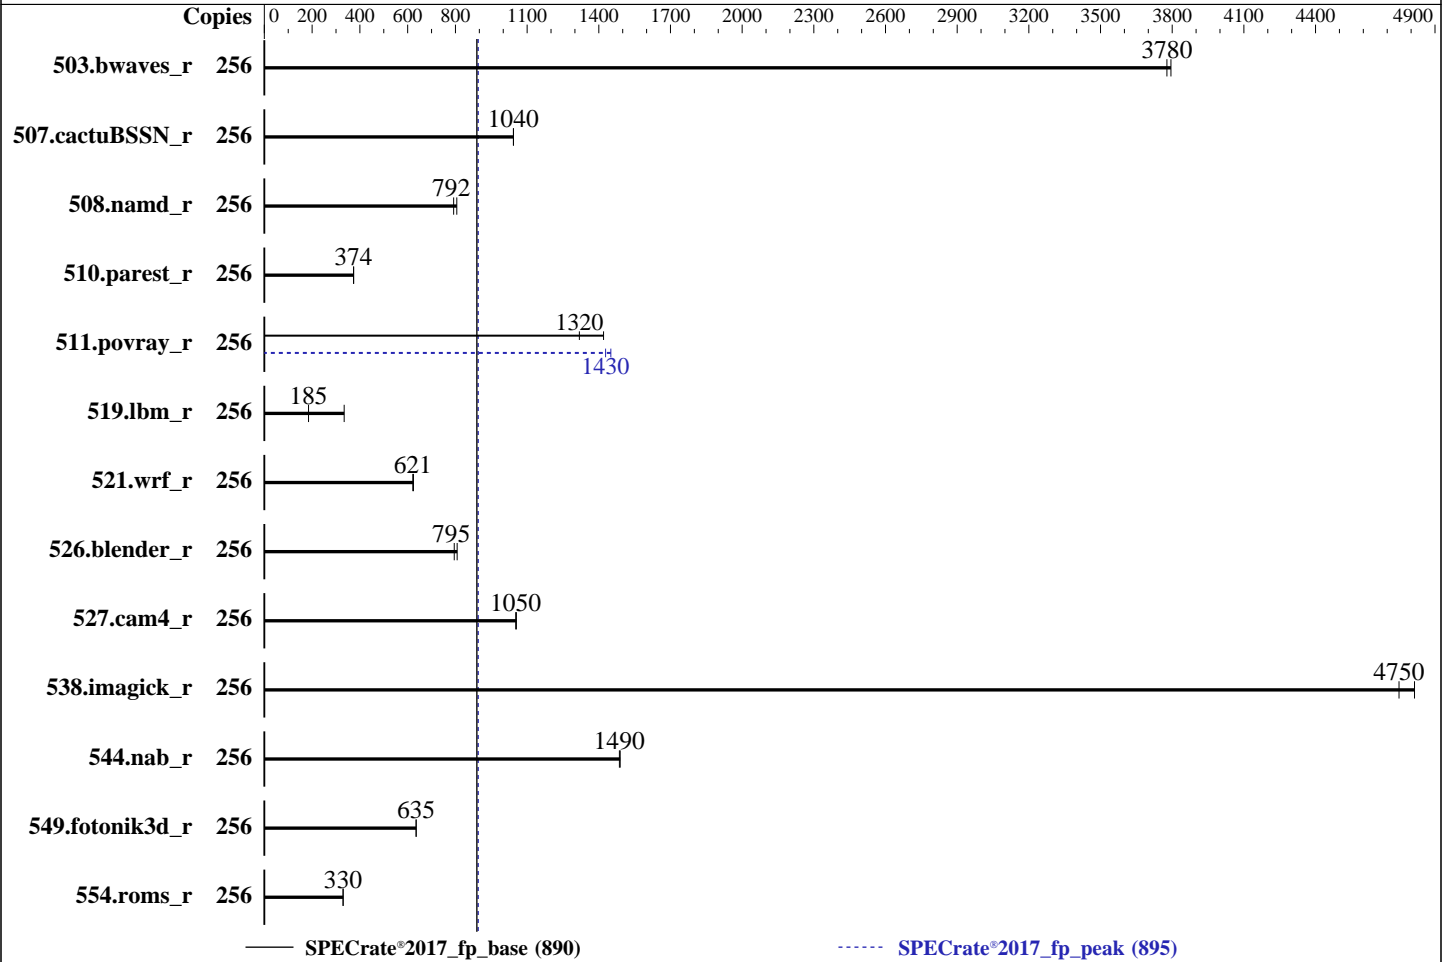 Copies 0 200 400 600 800 1100 1400 1700 2000 2300 2600 2900 3200 3500 3800 4100 4400 4900
503.bwaves_r 256 3780
507.cactuBSSN_r 256 1040
508.namd_r 256 792
510.parest_r 256 374
511.povray_r 256 1320
1430
519.lbm_r 256 185
521.wrf_r 256 621
526.blender_r 256 795
527.cam4_r 256 1050
538.imagick_r 256 4750
544.nab_r 256 1490
549.fotonik3d_r 256 635
554.roms_r 256 330
SPECrate®2017_fp_base (890) SPECrate®2017_fp_peak (895)